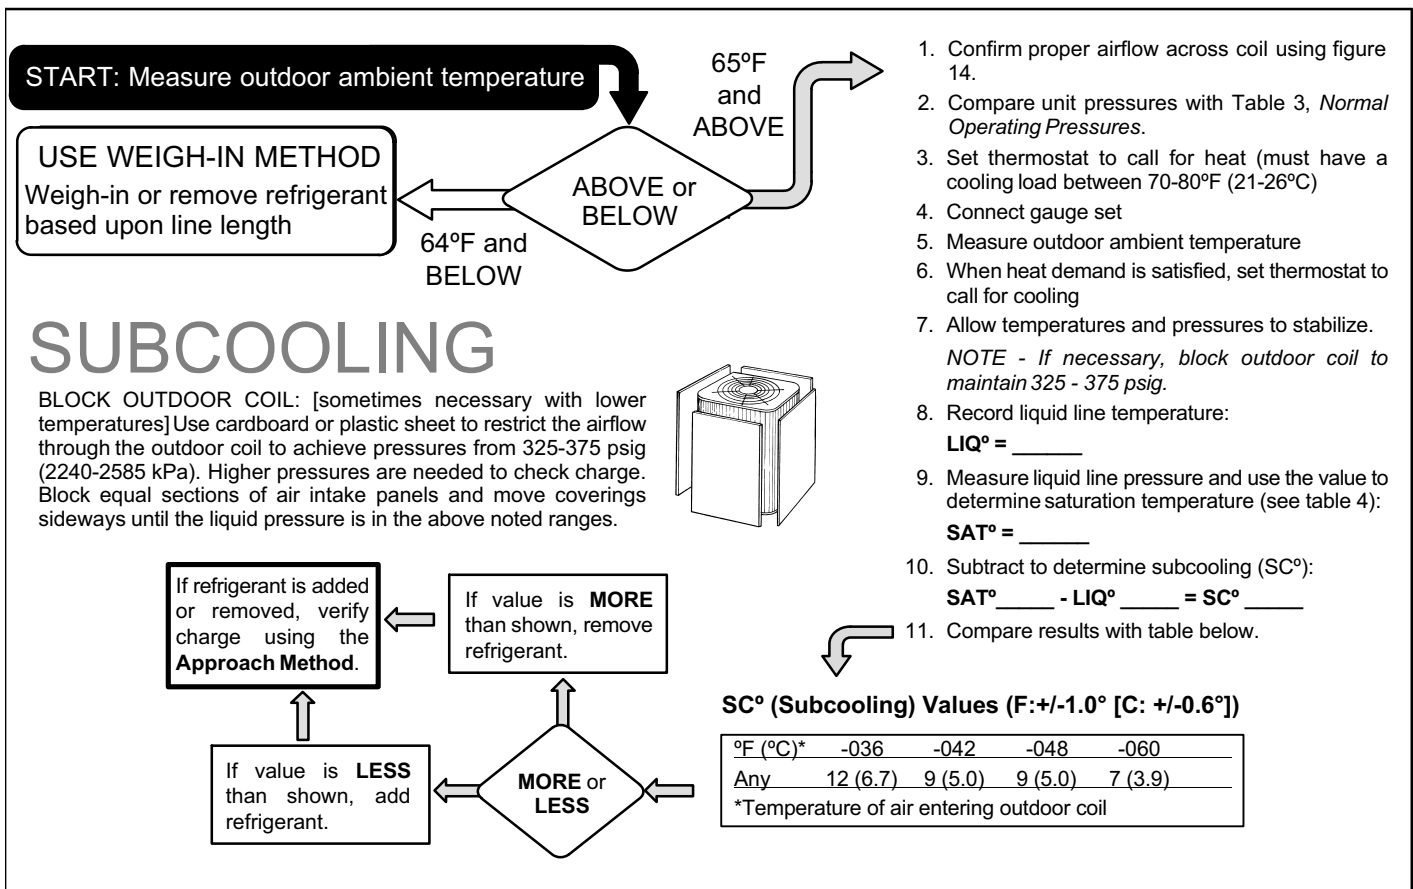 START: Measure outdoor ambient temperature
USE WEIGH-IN METHOD
Weigh-in or remove refrigerant
based upon line length
64ºF and
BELOW
ABOVE or
BELOW
65ºF
and
ABOVE
SUBCOOLING
BLOCK OUTDOOR COIL: [sometimes necessary with lower
temperatures] Use cardboard or plastic sheet to restrict the airflow
through the outdoor coil to achieve pressures from 325-375 psig
(2240-2585 kPa). Higher pressures are needed to check charge.
Block equal sections of air intake panels and move coverings
sideways until the liquid pressure is in the above noted ranges.
1. Confirm proper airflow across coil using figure
14.
2. Compare unit pressures with Table 3, Normal
Operating Pressures.
3. Set thermostat to call for heat (must have a
cooling load between 70-80ºF (21-26ºC)
4. Connect gauge set
5. Measure outdoor ambient temperature
6. When heat demand is satisfied, set thermostat to
call for cooling
7. Allow temperatures and pressures to stabilize.
NOTE - If necessary, block outdoor coil to
maintain 325 - 375 psig.
8. Record liquid line temperature:
LIQº = ______
9. Measure liquid line pressure and use the value to
determine saturation temperature (see table 4):
SATº = ______
10. Subtract to determine subcooling (SCº):
SATº_____ - LIQº _____ = SCº _____
11. Compare results with table below.
SCº (Subcooling) Values (F:+/-1.0° [C: +/-0.6°])
ºF (ºC)* -036 -042 -048 -060
Any 12 (6.7) 9 (5.0) 9 (5.0) 7 (3.9)
*Temperature of air entering outdoor coil
MORE or
LESS
If value is MORE
than shown, remove
refrigerant.
If value is LESS
than shown, add
refrigerant.
If refrigerant is added
or removed, verify
charge using the
Approach Method.